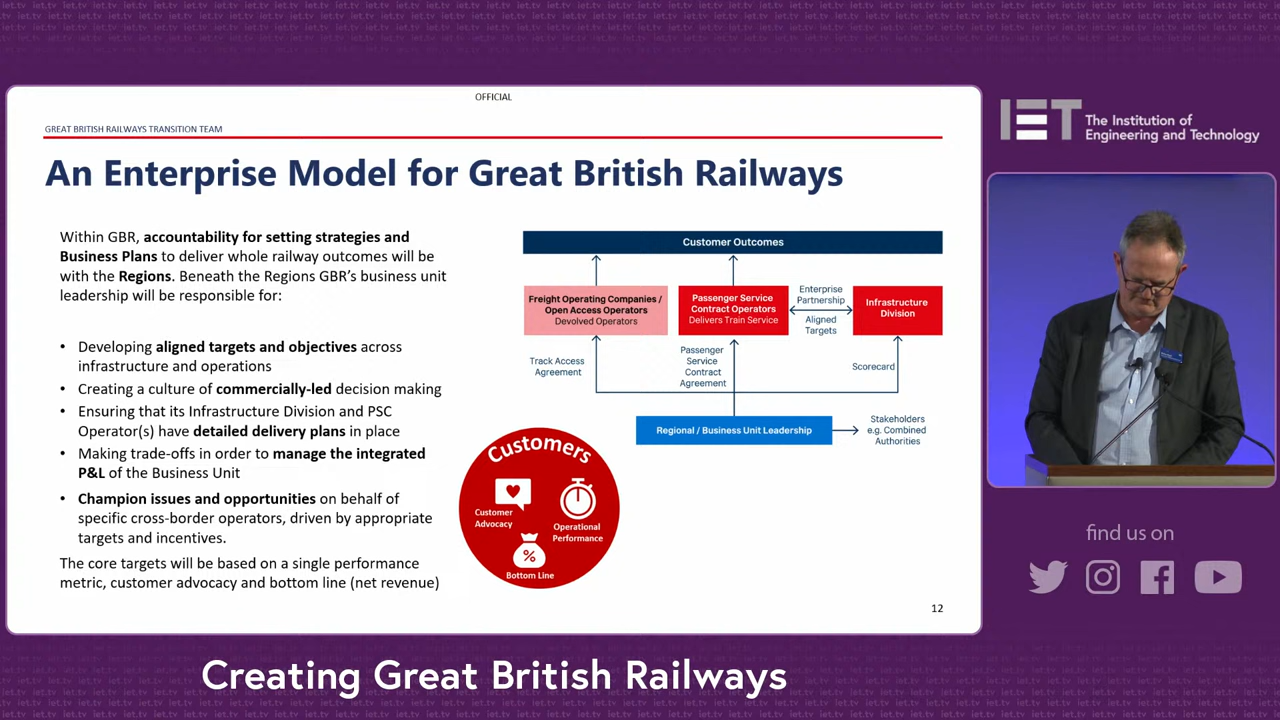 OFFICIAL
GREAT BRITISH RAILWAYS TRANSITION TEAM
An Enterprise Model for Great British Railways
Within GBR, accountability for setting strategies and
Business Plans to deliver whole railway outcomes will be
with the Regions. Beneath the Regions GBR's business unit
leadership will be responsible for:
• Developing aligned targets and objectives across
infrastructure and operations
• Creating a culture of commercially-led decision making
• Ensuring that its Infrastructure Division and PSC
Operator(s) have detailed delivery plans in place
• Making trade-offs in order to manage the integrated
P&L of the Business Unit
• Champion issues and opportunities on behalf of
specific cross-border operators, driven by appropriate
targets and incentives.
The core targets will be based on a single performance
metric, customer advocacy and bottom line (net revenue)
Customer Outcomes
Freight Operating Companies /
Open Access Operators
Devolved Operators
Passenger Service
Contract Operators
Delivers Train Service
Enterprise
Partnership
Aligned
Targets
Infrastructure
Division
Track Access
Agreement
Passenger
Service
Contract
Agreement
Scorecard
Regional / Business Unit Leadership
Stakeholders
e.g. Combined
Authorities
Customers
Customer
Advocacy
Operational
Performance
%
Bottom Line
12
IET
The Institution of
Engineering and Technology
find us on
Creating Great British Railways